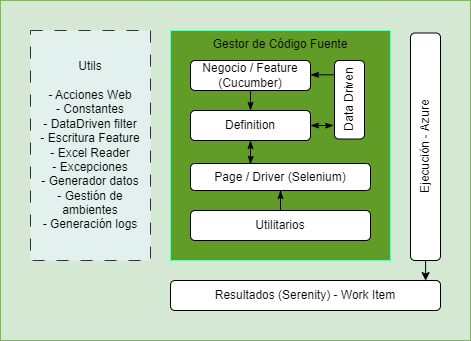 Utils
- Acciones Web
- Constantes
- DataDriven filter
- Escritura Feature
- Excel Reader
- Excepciones
- Generador datos
- Gestión de
ambientes
- Generación logs
Gestor de Código Fuente
Negocio / Feature
(Cucumber)
Data Driven
Definition
Page / Driver (Selenium)
Utilitarios
Ejecución - Azure
Resultados (Serenity) - Work Item